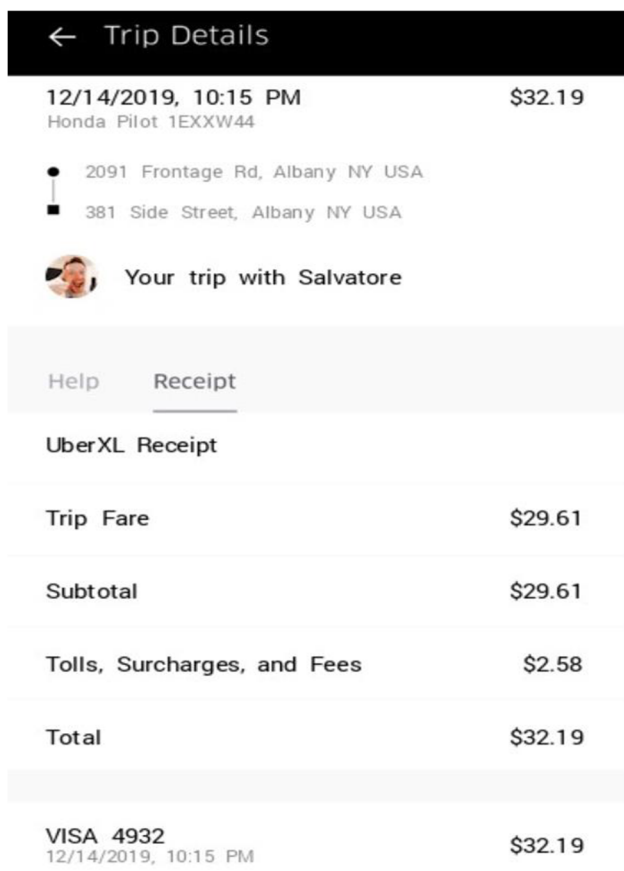 Trip Details
12/14/2019, 10:15 PM $32.19
Honda Pilot 1EXXW44
2091 Frontage Rd, Albany NY USA
381 Side Street, Albany NY USA
Your trip with Salvatore
Help Receipt
UberXL Receipt
Trip Fare $29.61
Subtotal $29.61
Tolls, Surcharges, and Fees $2.58
Total $32.19
VISA 4932 $32.19
12/14/2019, 10:15 PM